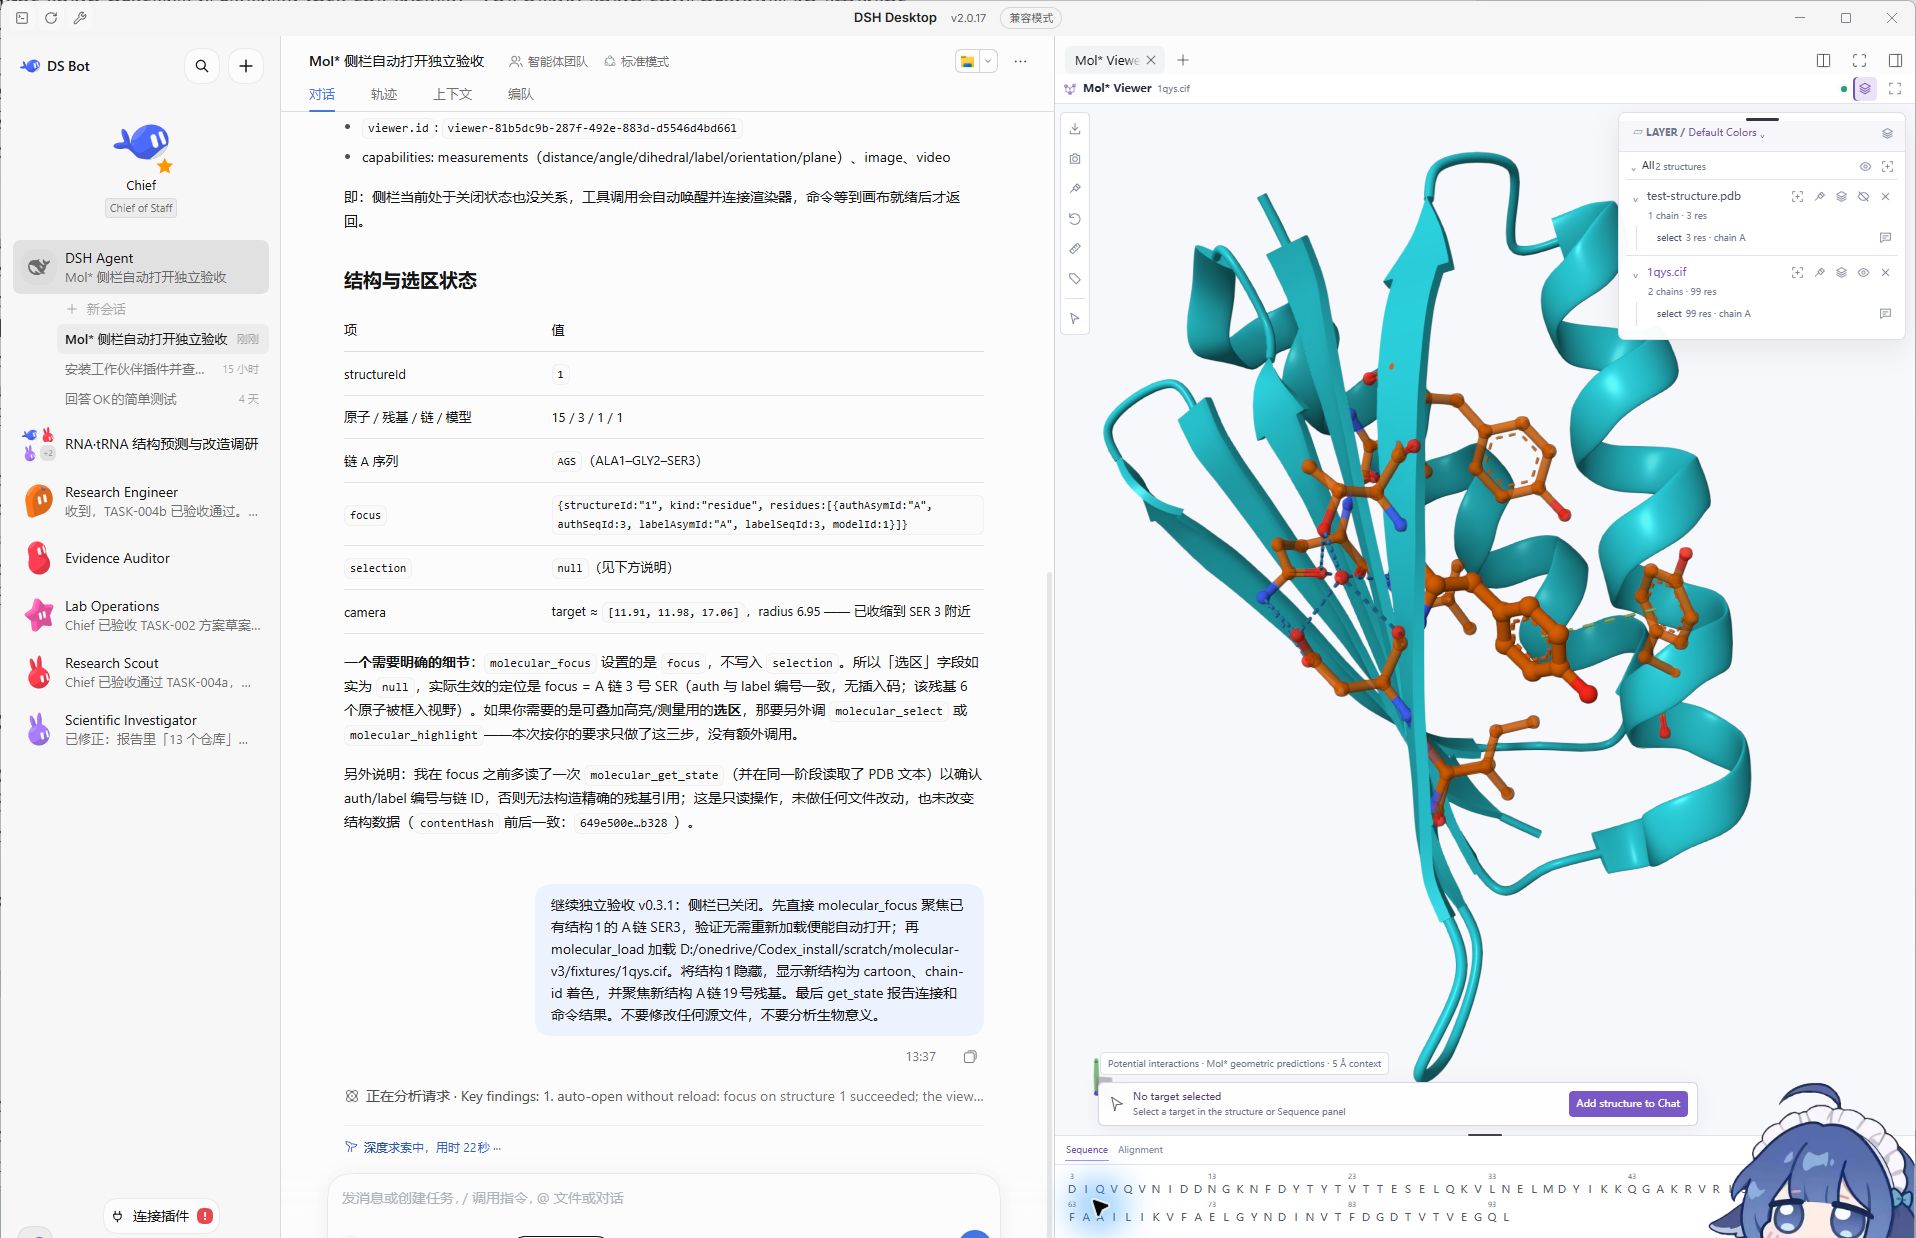 DSH Desktop v2.0.17 兼容模式
DS Bot
Chief
Chief of Staff
DSH Agent
Mol* 侧栏自动打开独立验收
新会话
Mol* 侧栏自动打开独立验收 刚刚
安装工作伙伴插件并查... 15 小时
回答OK的简单测试 4 天
+2
RNA·tRNA 结构预测与改造调研
Research Engineer
收到，TASK-004b 已验收通过。...
Evidence Auditor
Lab Operations
Chief 已验收 TASK-002 方案草案...
Research Scout
Chief 已验收通过 TASK-004a，...
Scientific Investigator
已修正：报告里「13 个仓库」...
连接插件
Mol* 侧栏自动打开独立验收 智能体团队 标准模式
对话 轨迹 上下文 编队
viewer.id : viewer-81b5dc9b-287f-492e-883d-d5546d4bd661
capabilities: measurements（distance/angle/dihedral/label/orientation/plane）、image、video
即：侧栏当前处于关闭状态也没关系，工具调用会自动唤醒并连接渲染器，命令等到画布就绪后才返
回。
结构与选区状态
项 值
structureId 1
原子 / 残基 / 链 / 模型 15 / 3 / 1 / 1
链 A 序列 AGS （ALA1–GLY2–SER3）
focus {structureId:"1", kind:"residue", residues:[{authAsymId:"A",
authSeqId:3, labelAsymId:"A", labelSeqId:3, modelId:1}]}
selection null （见下方说明）
camera target ≈ [11.91, 11.98, 17.06] ，radius 6.95 —— 已收缩到 SER 3 附近
一个需要明确的细节： molecular_focus 设置的是 focus ，不写入 selection 。所以「选区」字段如
实为 null ，实际生效的定位是 focus = A 链 3 号 SER（auth 与 label 编号一致，无插入码；该残基 6
个原子被框入视野）。如果你需要的是可叠加高亮/测量用的选区，那要另外调 molecular_select 或
molecular_highlight ——本次按你的要求只做了这三步，没有额外调用。
另外说明：我在 focus 之前多读了一次 molecular_get_state （并在同一阶段读取了 PDB 文本）以确认
auth/label 编号与链 ID，否则无法构造精确的残基引用；这是只读操作，未做任何文件改动，也未改变
结构数据（ contentHash 前后一致： 649e500e…b328 ）。
继续独立验收 v0.3.1：侧栏已关闭。先直接 molecular_focus 聚焦已
有结构1的 A链 SER3，验证无需重新加载便能自动打开；再
molecular_load 加载 D:/onedrive/Codex_install/scratch/molecular-
v3/fixtures/1qys.cif。将结构1隐藏，显示新结构为 cartoon、chain-
id 着色，并聚焦新结构 A链19号残基。最后 get_state 报告连接和
命令结果。不要修改任何源文件，不要分析生物意义。
13:37
正在分析请求 · Key findings: 1. auto-open without reload: focus on structure 1 succeeded; the view...
深度求索中，用时 22秒 ...
发消息或创建任务, / 调用指令, @ 文件或对话
Mol* Viewe
Mol* Viewer 1qys.cif
LAYER / Default Colors
All 2 structures
test-structure.pdb
1 chain · 3 res
select 3 res · chain A
1qys.cif
2 chains · 99 res
select 99 res · chain A
Potential interactions · Mol* geometric predictions · 5 Å context
No target selected
Select a target in the structure or Sequence panel
Add structure to Chat
Sequence Alignment
3 13 23 33 43
D I Q V Q V N I D D N G K N F D Y T Y T V T T E S E L Q K V L N E L M D Y I K K Q G A K R V R
63 73 83 93
F A A I L I K V F A E L G Y N D I N V T F D G D T V T V E G Q L